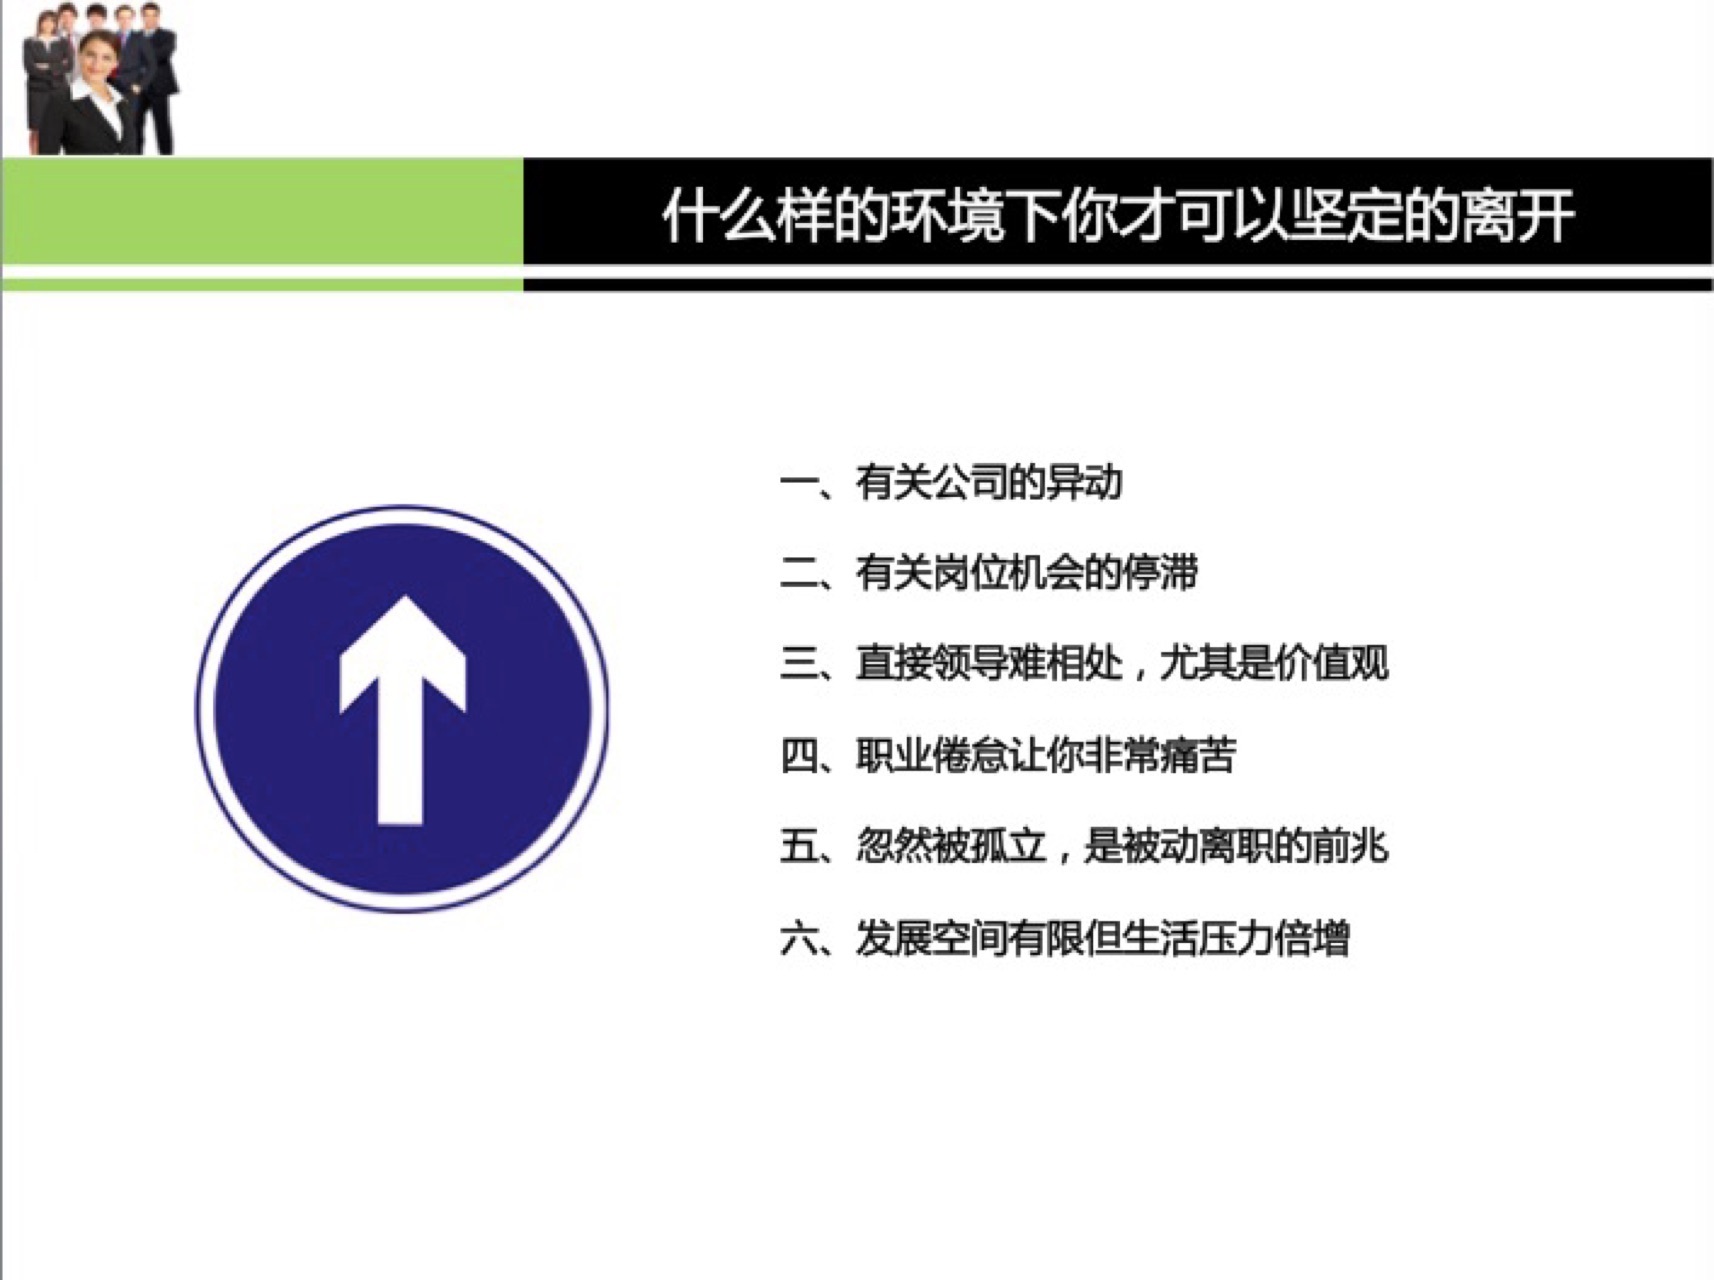 什么样的环境下你才可以坚定的离开
一、有关公司的异动
二、有关岗位机会的停滞
三、直接领导难相处，尤其是价值观
四、职业倦怠让你非常痛苦
五、忽然被孤立，是被动离职的前兆
六、发展空间有限但生活压力倍增